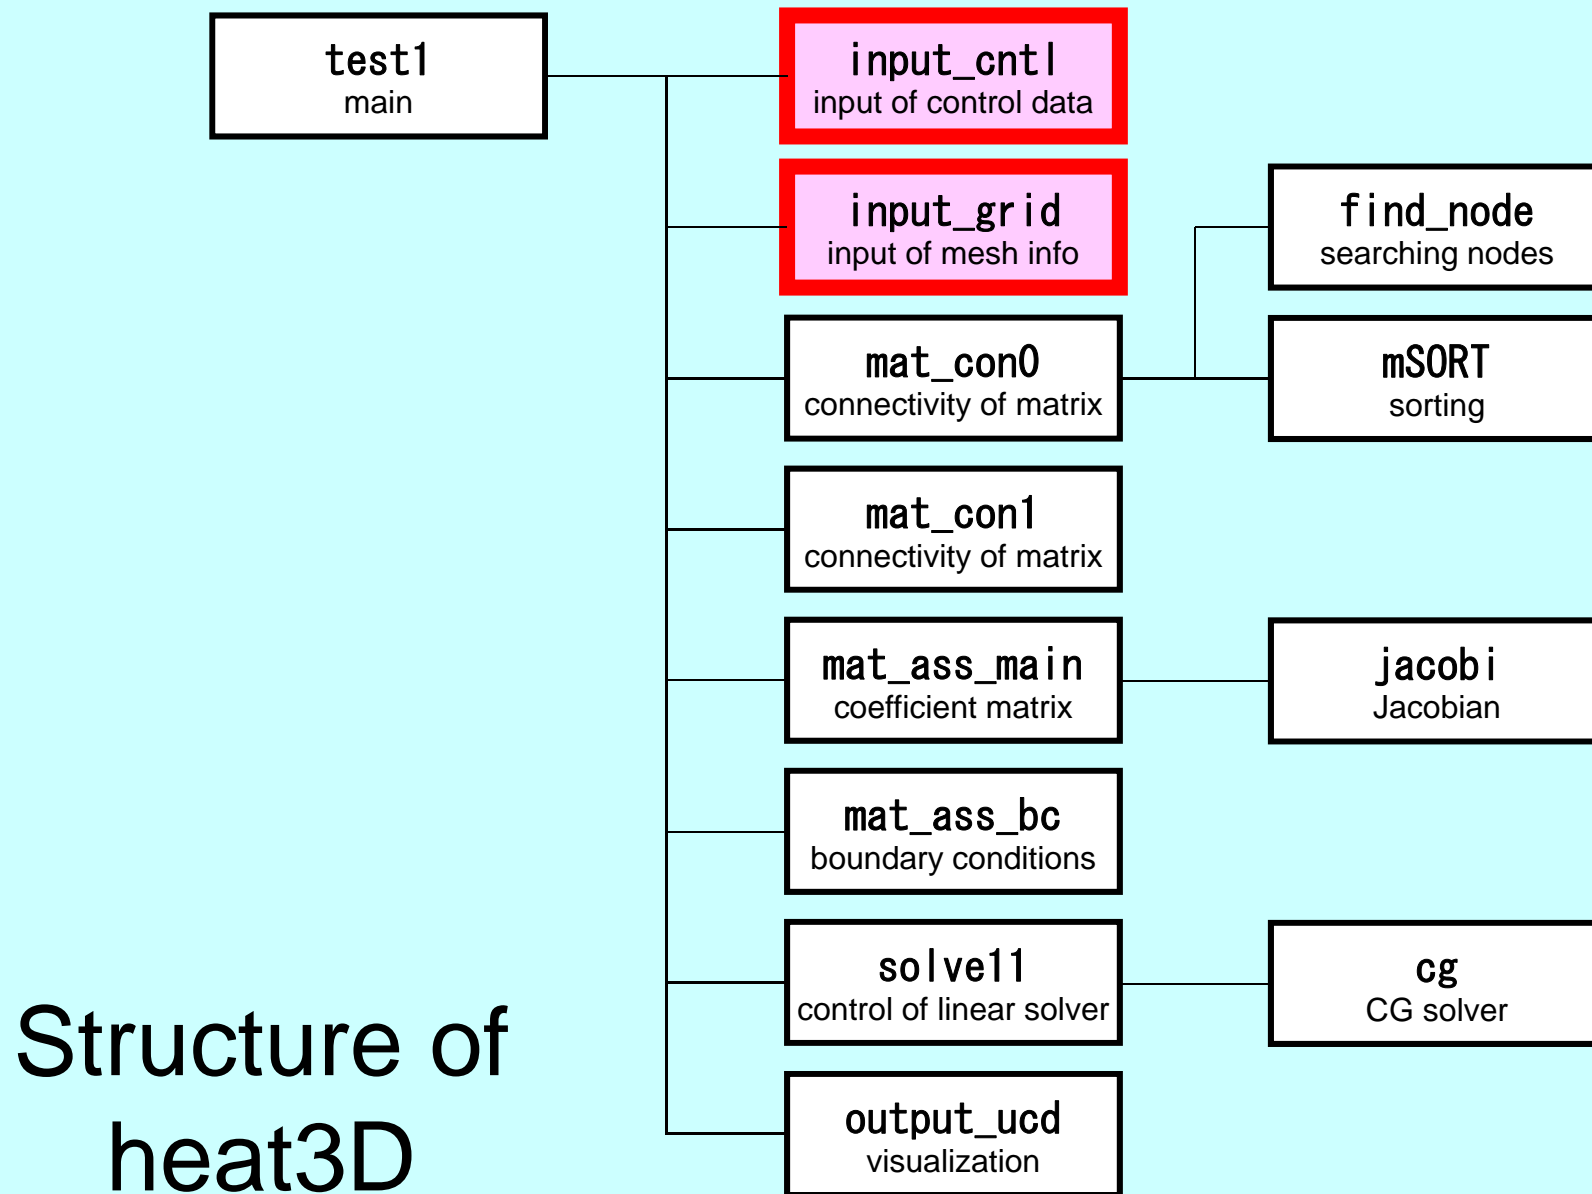 test1
main
input_cntl
input of control data
input_grid
input of mesh info
find_node
searching nodes
mat_con0
connectivity of matrix
mSORT
sorting
mat_con1
connectivity of matrix
mat_ass_main
coefficient matrix
jacobi
Jacobian
mat_ass_bc
boundary conditions
solve11
control of linear solver
cg
CG solver
output_ucd
visualization
Structure of
heat3D